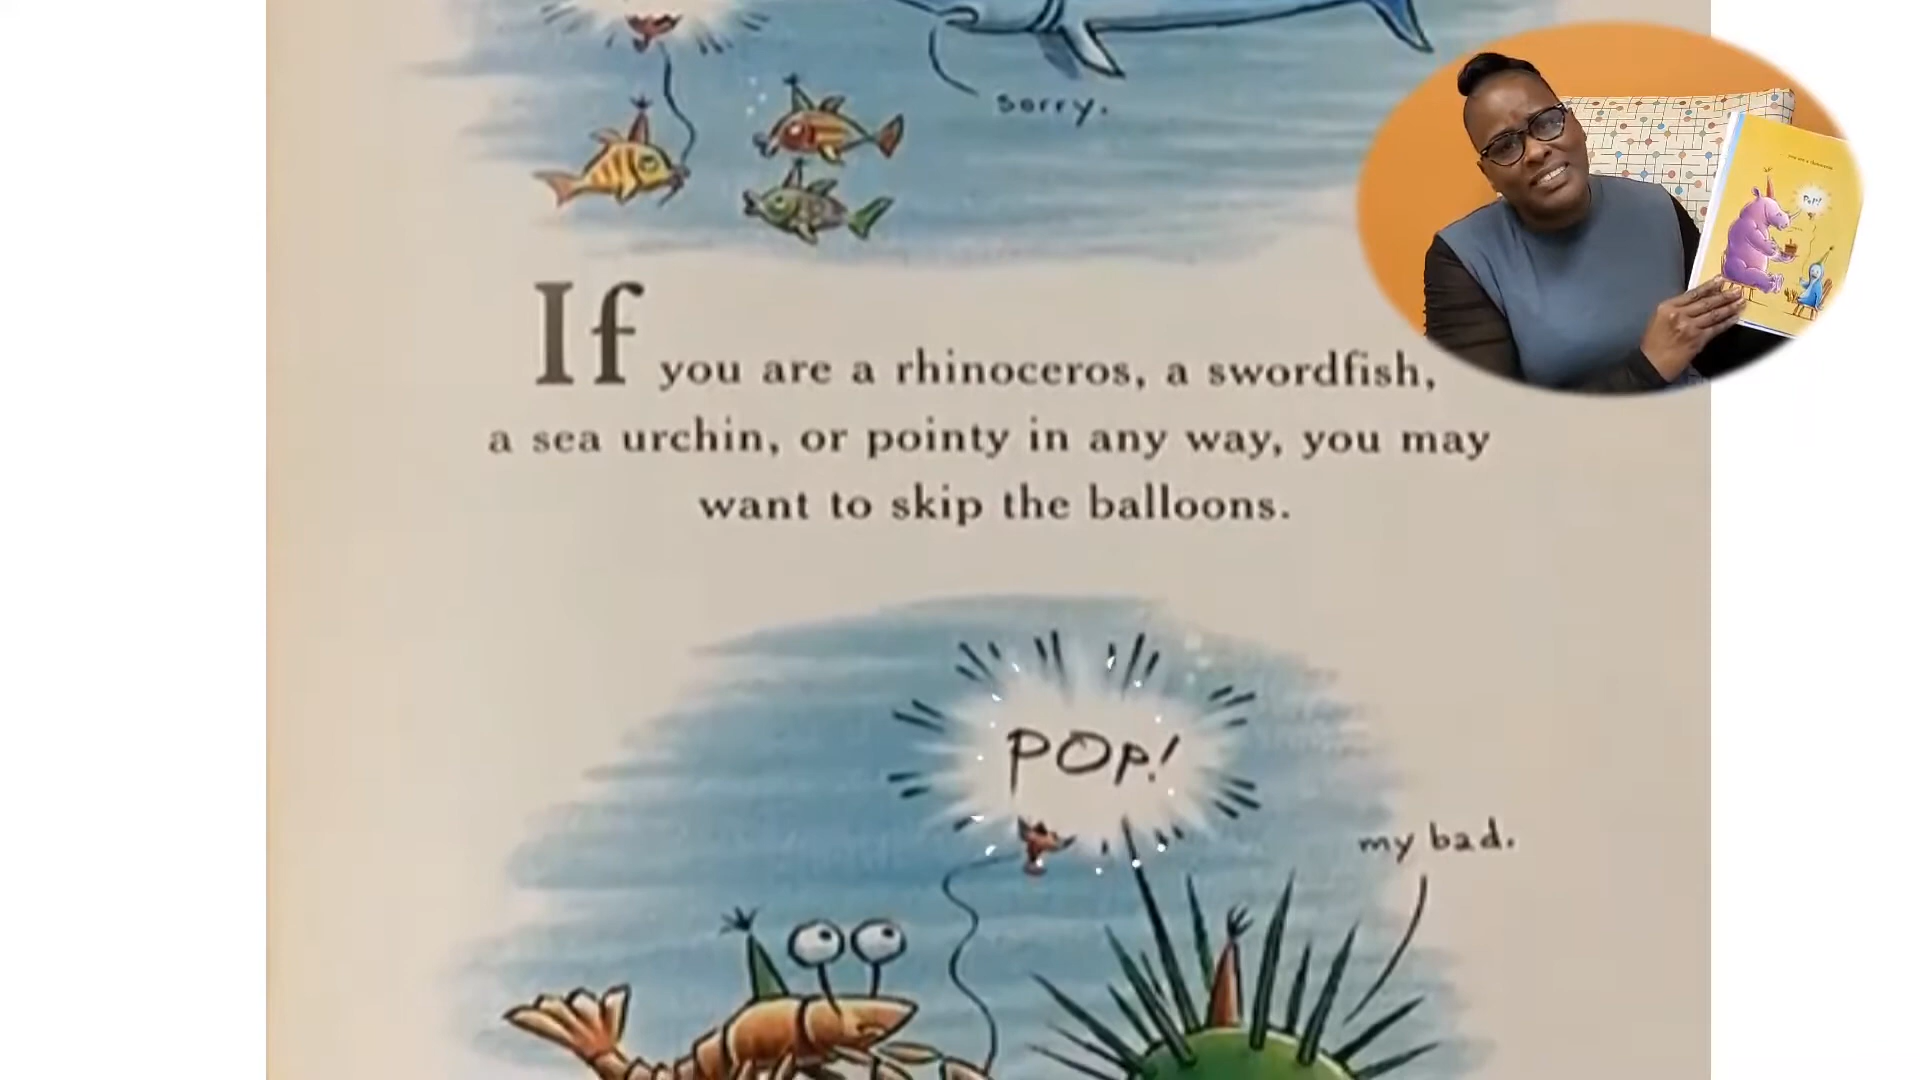 sorry.
If you are a rhinoceros, a swordfish,
a sea urchin, or pointy in any way, you may
want to skip the balloons.
POP!
my bad.
Pop!